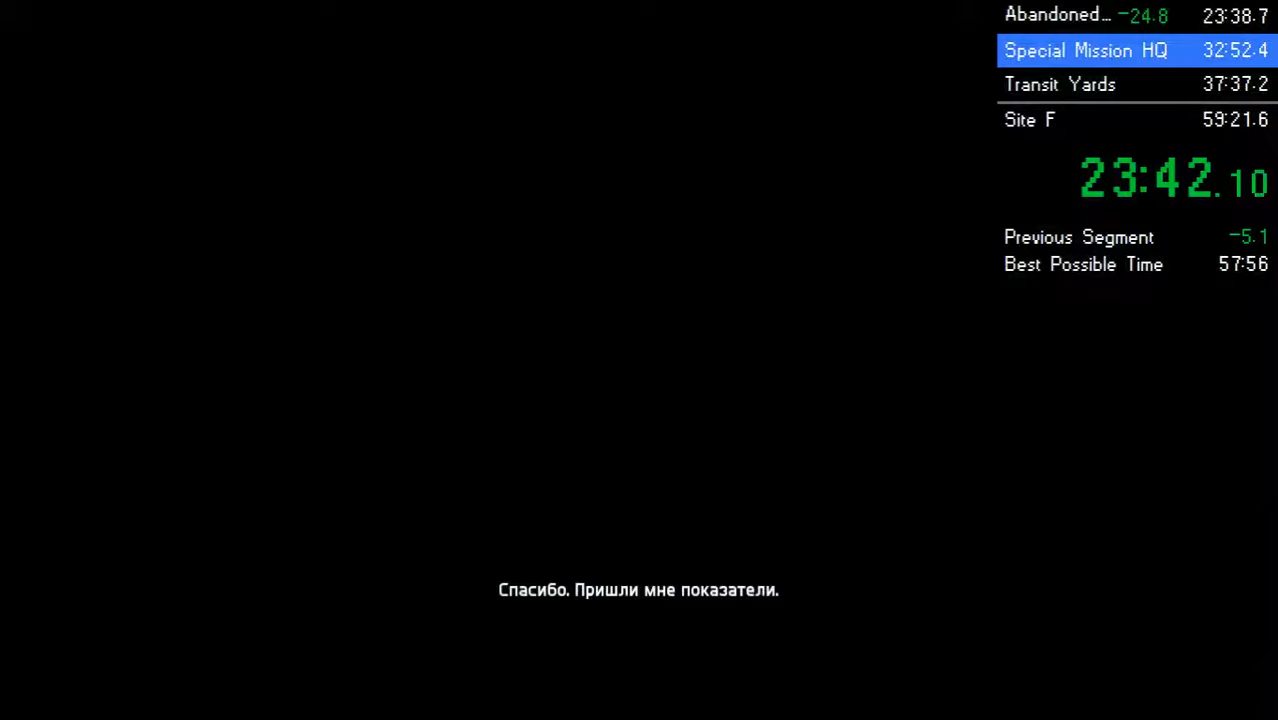 Abandoned... -24.8 23:38.7
Special Mission HQ 32:52.4
Transit Yards 37:37.2
Site F 59:21.6
23:42.10
Previous Segment -5.1
Best Possible Time 57:56
Спасибо. Пришли мне показатели.